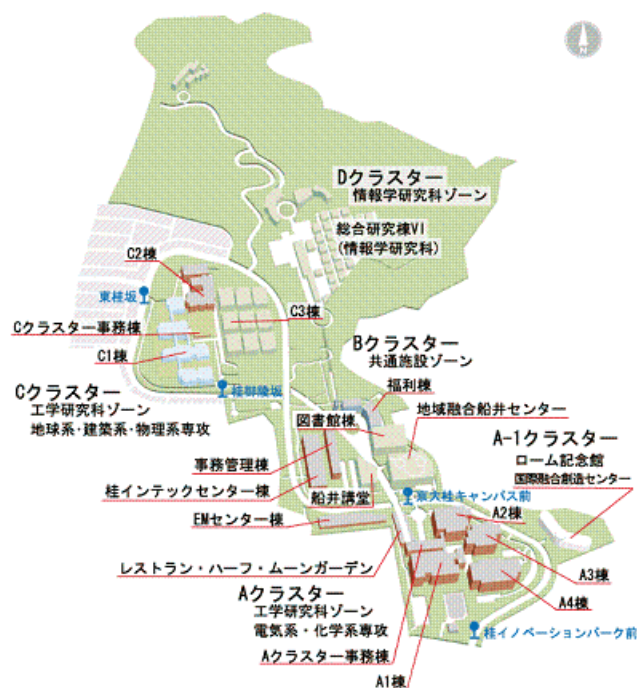 N
Dクラスター
情報学研究科ゾーン
総合研究棟VI
(情報学研究科)
C2棟
東桂坂
Cクラスター事務棟
C3棟
C1棟
Bクラスター
共通施設ゾーン
桂御陵坂
福利棟
Cクラスター
工学研究科ゾーン
地球系・建築系・物理系専攻
図書館棟
地域融合船井センター
A-1クラスター
ローム記念館
国際融合創造センター
事務管理棟
桂インテックセンター棟
船井講堂
京大桂キャンパス前
EMセンター棟
A2棟
レストラン・ハーフ・ムーンガーデン
A3棟
Aクラスター
工学研究科ゾーン
電気系・化学系専攻
A4棟
桂イノベーションパーク前
Aクラスター事務棟
A1棟